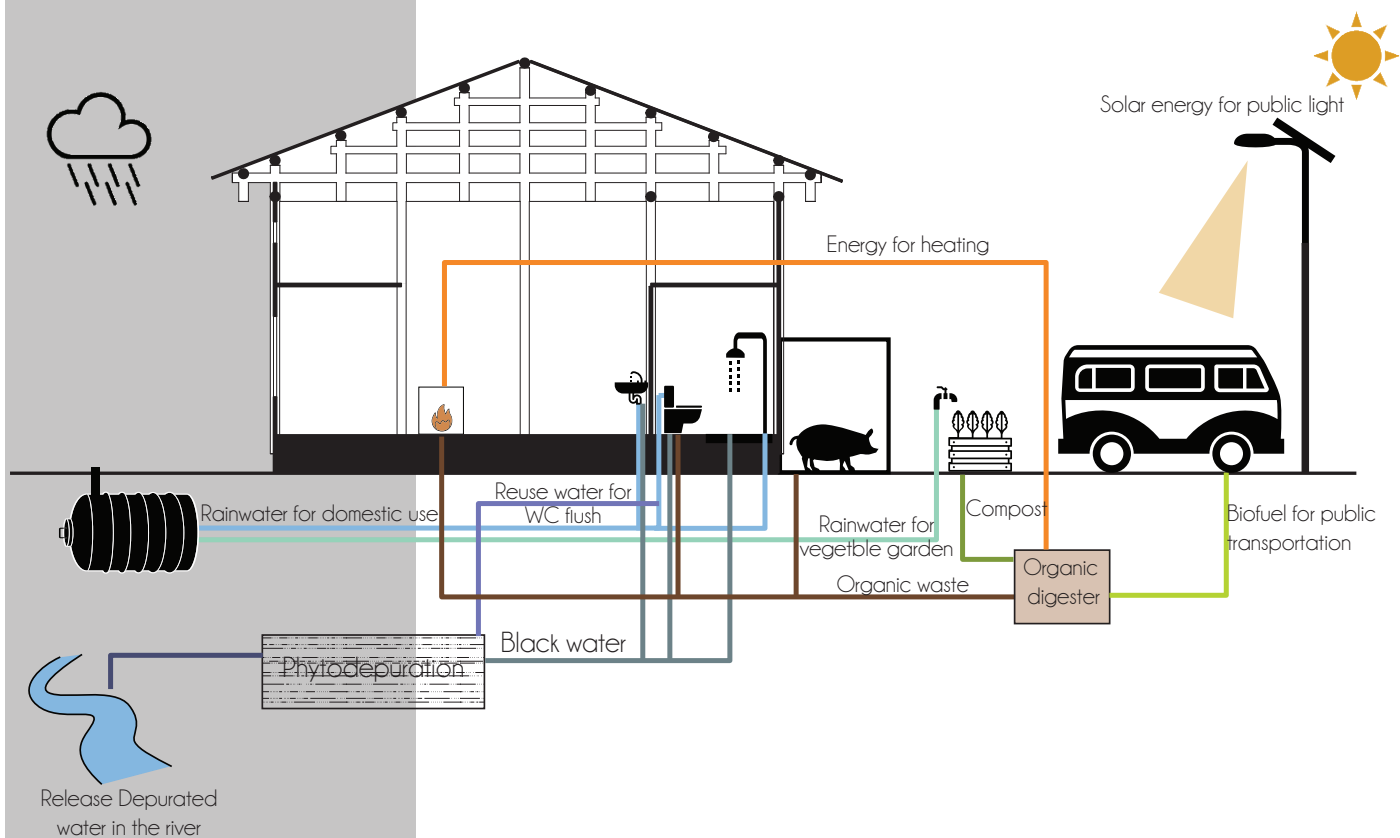 Solar energy for public light
Energy for heating
Rainwater for domestic use
Reuse water for
WC flush
Rainwater for
vegetble garden
Compost
Biofuel for public
transportation
Organic waste
Organic
digester
Black water
Phytodepuration
Release Depurated
water in the river